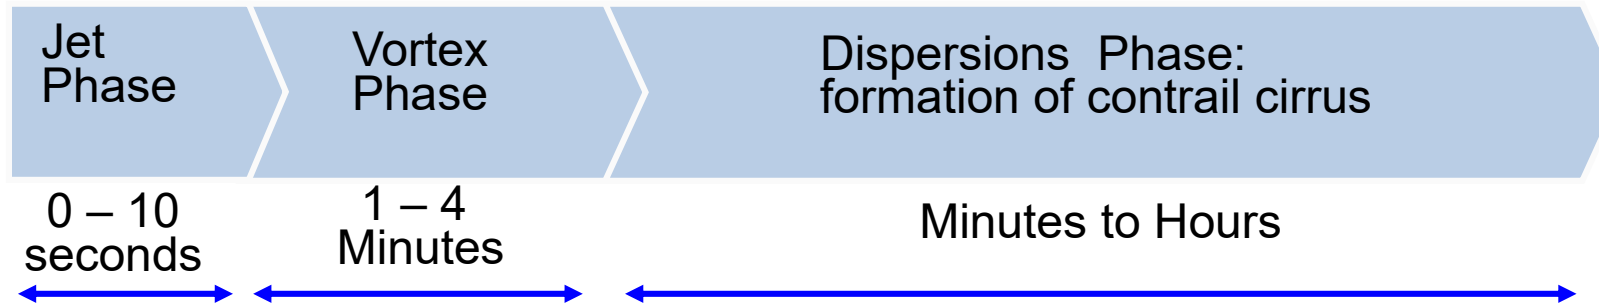 Jet
Phase
Vortex
Phase
Dispersions  Phase:
formation of contrail cirrus
0 – 10
seconds
1 – 4
Minutes
Minutes to Hours